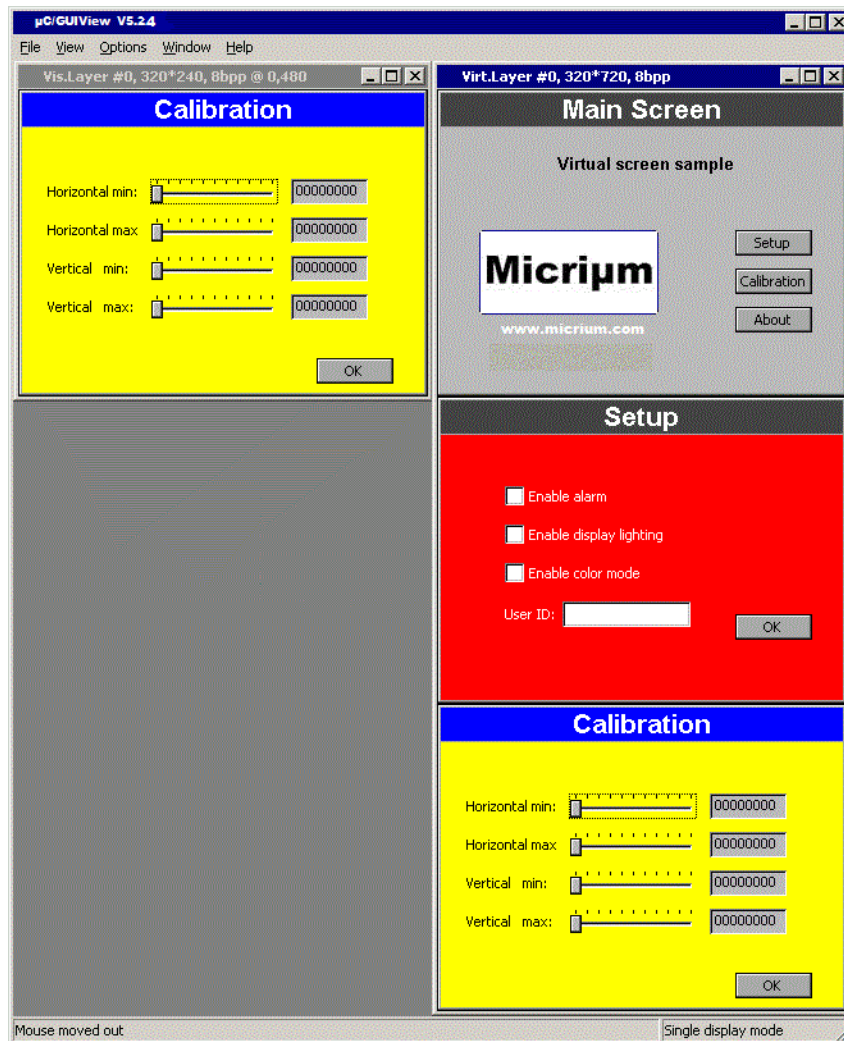 µC/GUIView V5.24
File View Options Window Help
Vis.Layer #0, 320*240, 8bpp @ 0,480
Calibration
Horizontal min: 00000000
Horizontal max 00000000
Vertical min: 00000000
Vertical max: 00000000
OK
Virt.Layer #0, 320*720, 8bpp
Main Screen
Virtual screen sample
Micriµm
www.micrium.com
Setup
Calibration
About
Setup
Enable alarm
Enable display lighting
Enable color mode
User ID:
OK
Calibration
Horizontal min: 00000000
Horizontal max 00000000
Vertical min: 00000000
Vertical max: 00000000
OK
Mouse moved out
Single display mode